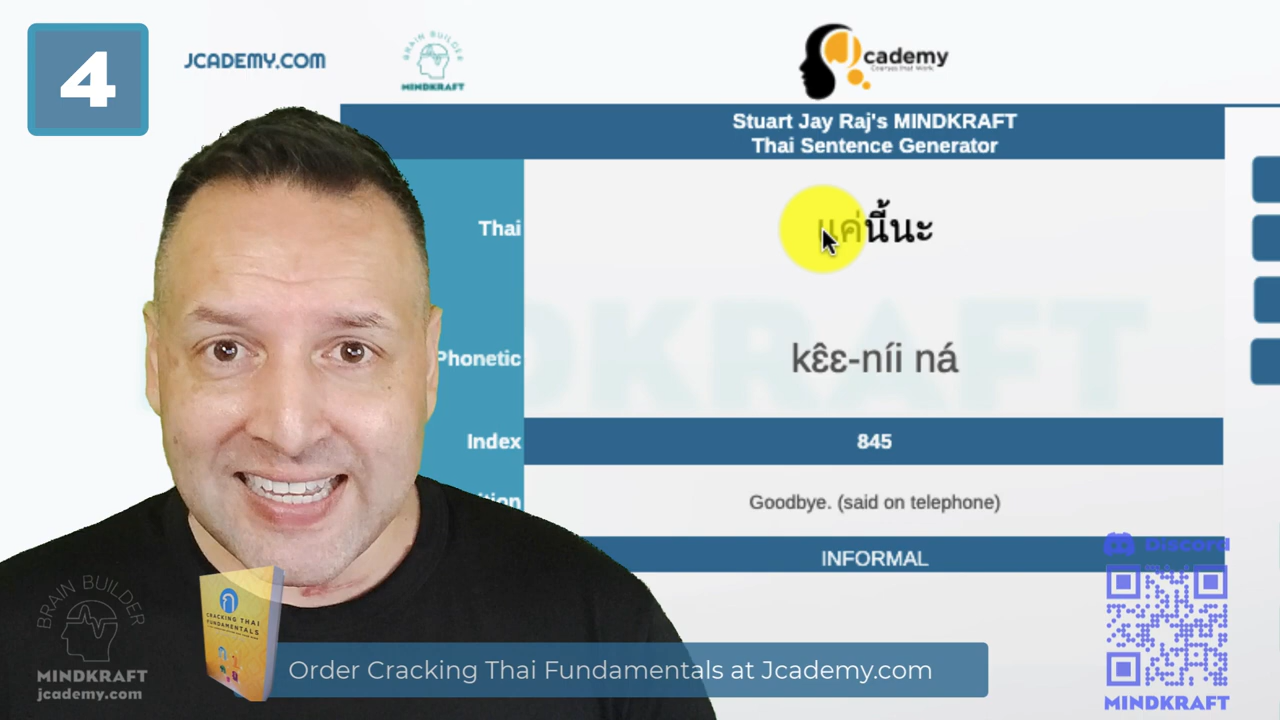 4
JCADEMY.COM
BRAIN BUILDER
MINDKRAFT
Jcademy
Courses that Work
Stuart Jay Raj's MINDKRAFT
Thai Sentence Generator
Thai
แค่นี้นะ
DKRAFT
Phonetic
kɛ̂ɛ-níi ná
Index
845
ition
Goodbye. (said on telephone)
INFORMAL
Discord
MINDKRAFT
BRAIN BUILDER
MINDKRAFT
jcademy.com
CRACKING THAI
FUNDAMENTALS
Order Cracking Thai Fundamentals at Jcademy.com